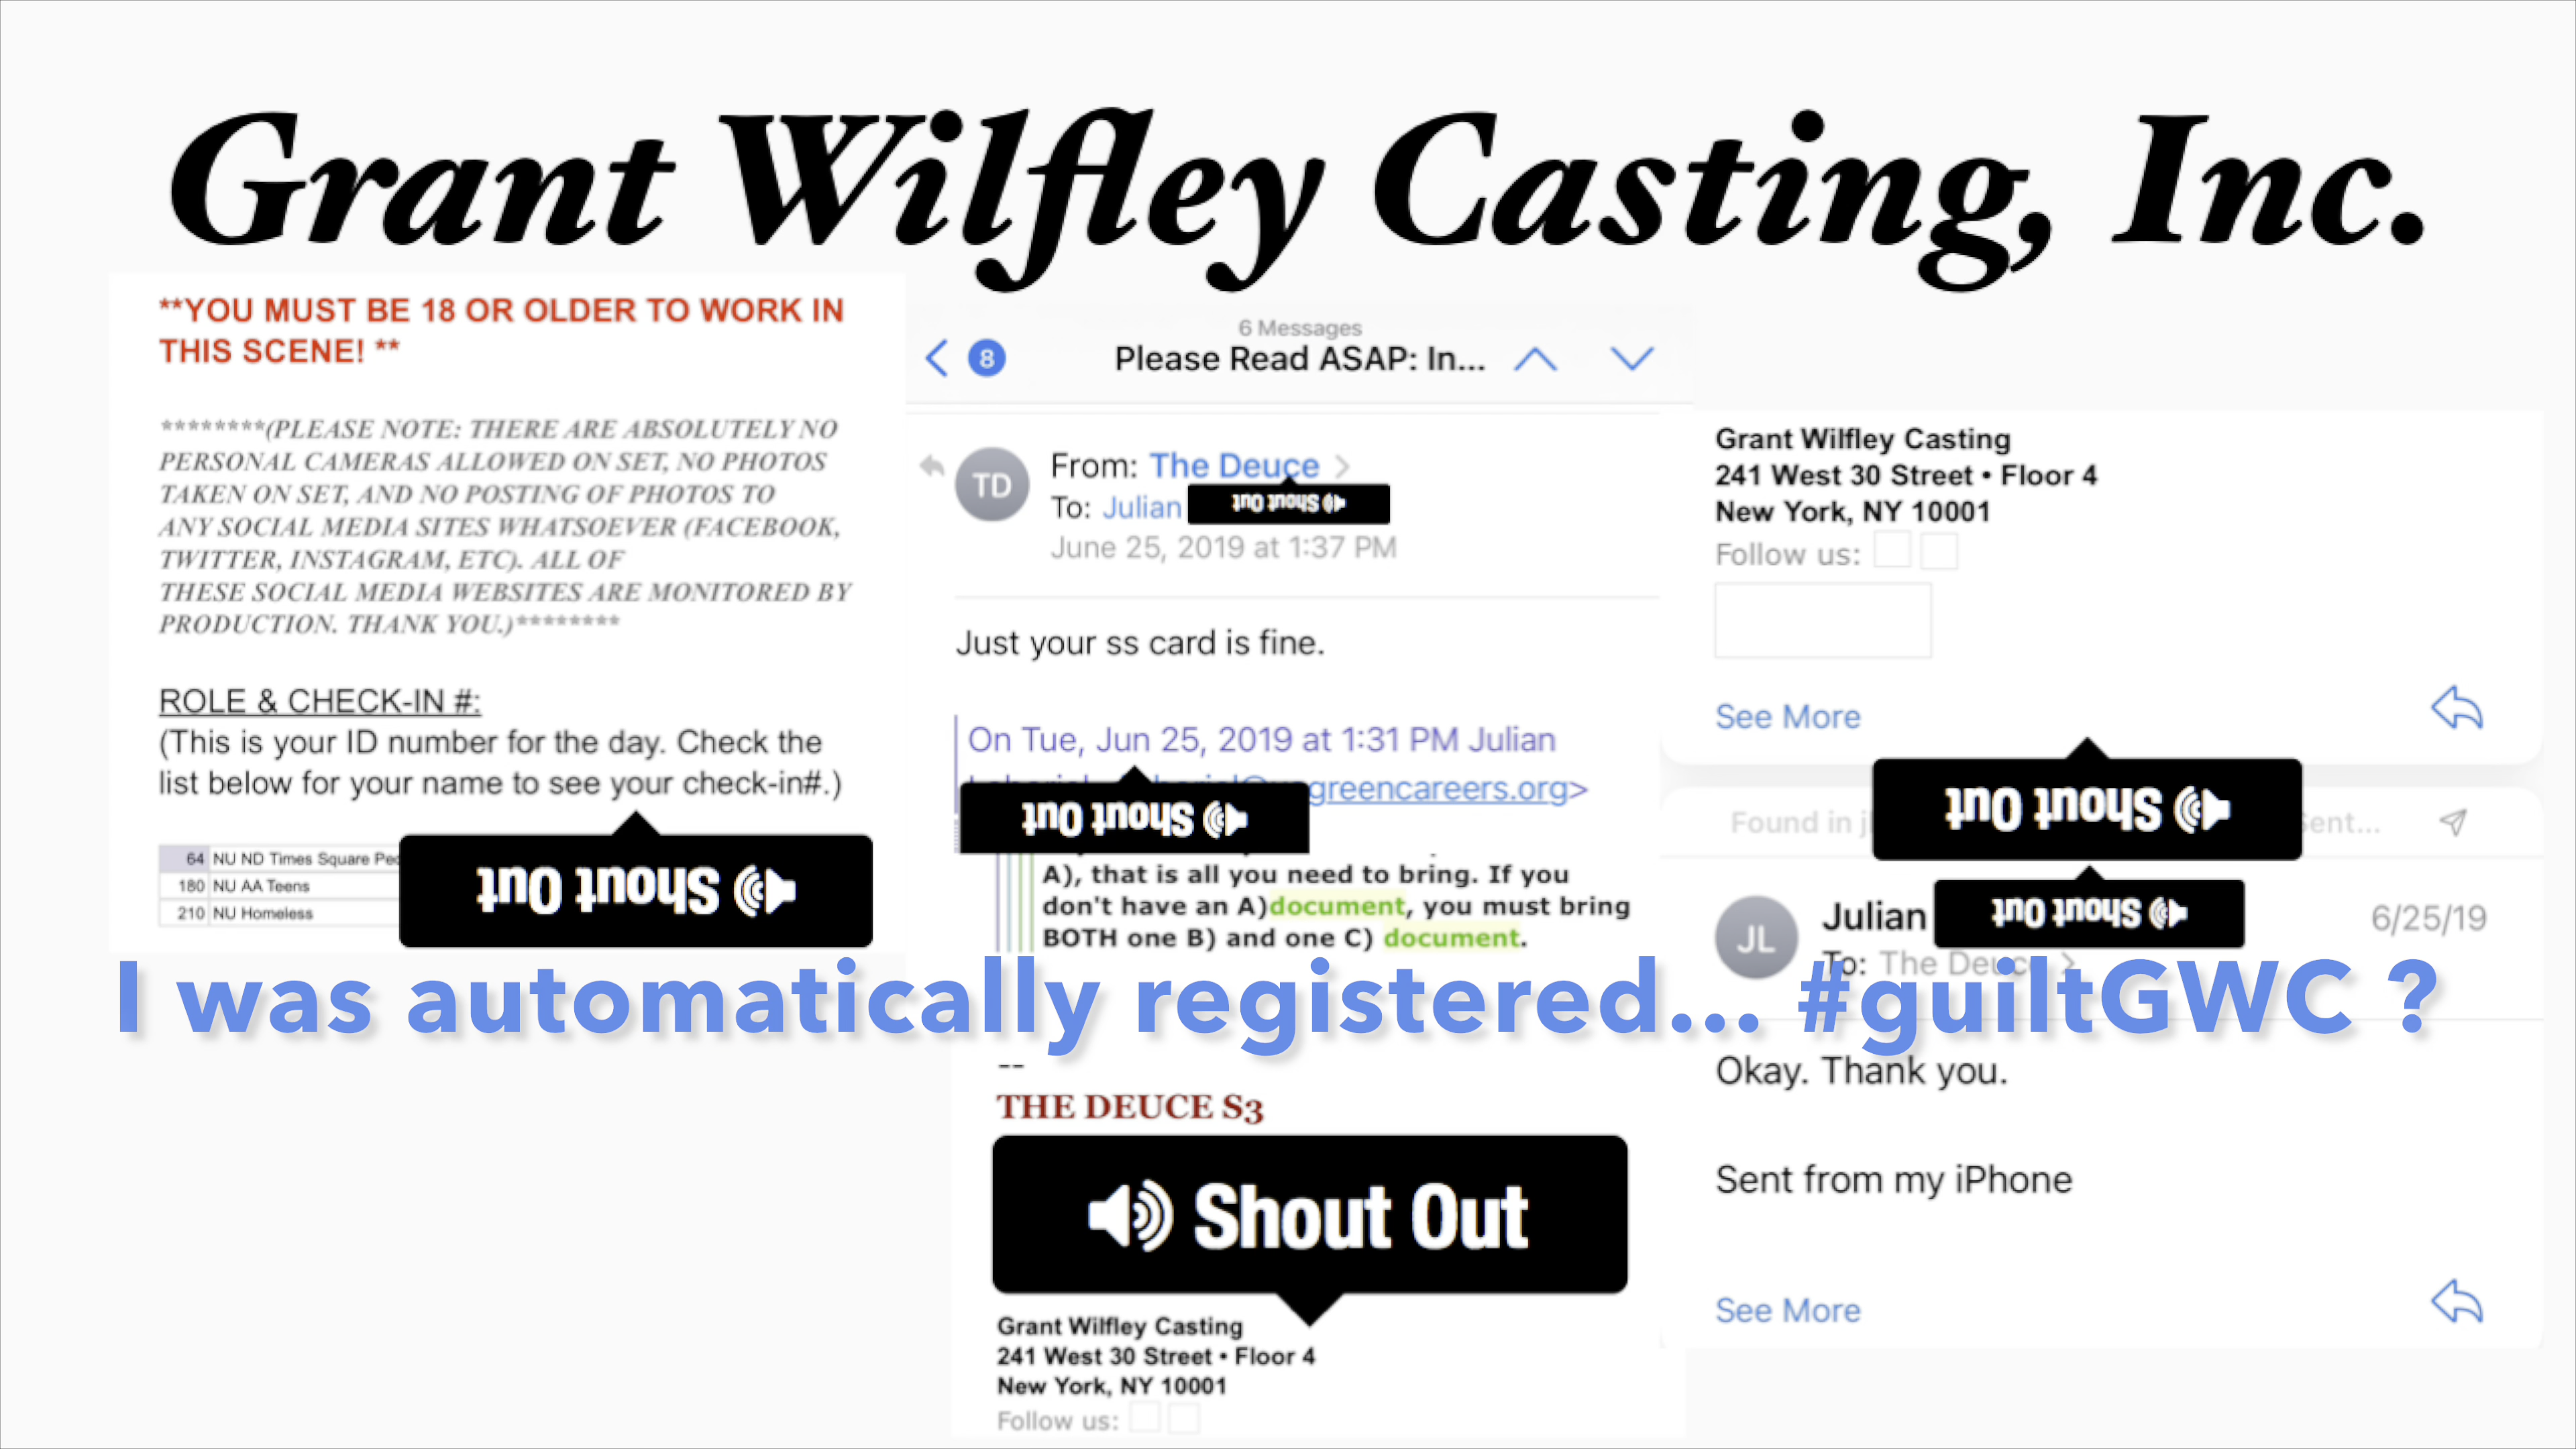 Grant Wilfley Casting, Inc.
**YOU MUST BE 18 OR OLDER TO WORK IN
THIS SCENE! **
********(PLEASE NOTE: THERE ARE ABSOLUTELY NO
PERSONAL CAMERAS ALLOWED ON SET, NO PHOTOS
TAKEN ON SET, AND NO POSTING OF PHOTOS TO
ANY SOCIAL MEDIA SITES WHATSOEVER (FACEBOOK,
TWITTER, INSTAGRAM, ETC). ALL OF
THESE SOCIAL MEDIA WEBSITES ARE MONITORED BY
PRODUCTION. THANK YOU.)********
ROLE & CHECK-IN #:
(This is your ID number for the day. Check the
list below for your name to see your check-in#.)
64 NU ND Times Square
180 NU AA Teens
210 NU Homeless
Shout Out
6 Messages
8 Please Read ASAP: In...
TD From: The Deuce
To: Julian Shout Out
June 25, 2019 at 1:37 PM
Just your ss card is fine.
On Tue, Jun 25, 2019 at 1:31 PM Julian
greencareers.org>
Shout Out
A), that is all you need to bring. If you
don't have an A)document, you must bring
BOTH one B) and one C) document.
I was automatically registered... #guiltGWC ?
--
THE DEUCE S3
Shout Out
Grant Wilfley Casting
241 West 30 Street • Floor 4
New York, NY 10001
Follow us:
Grant Wilfley Casting
241 West 30 Street • Floor 4
New York, NY 10001
Follow us:
See More
Shout Out
Found in
JL Julian Shout Out 6/25/19
To: The Deuce
Okay. Thank you.
Sent from my iPhone
See More